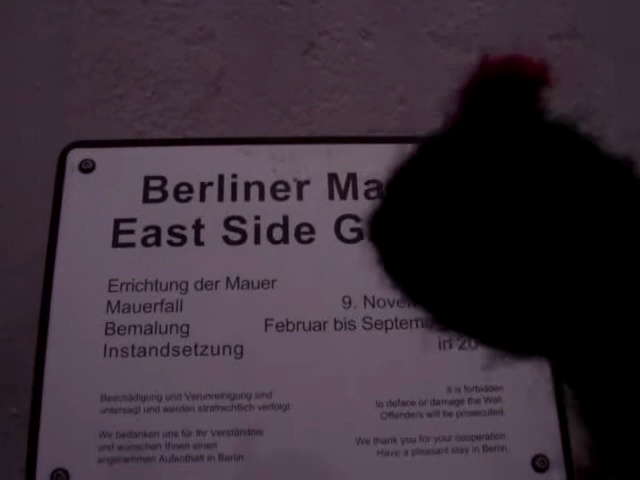 Berliner Ma
East Side G
Errichtung der Mauer
Mauerfall 9. Nove
Bemalung Februar bis Septem
Instandsetzung in 20
Beschädigung und Verunreinigung sind
untersagt und werden strafrechtlich verfolgt.
Wir bedanken uns für Ihr Verständnis
und wünschen Ihnen einen
angenehmen Aufenthalt in Berlin.
It is forbidden
to deface or damage the Wall.
Offenders will be prosecuted.
We thank you for your cooperation.
Have a pleasant stay in Berlin.